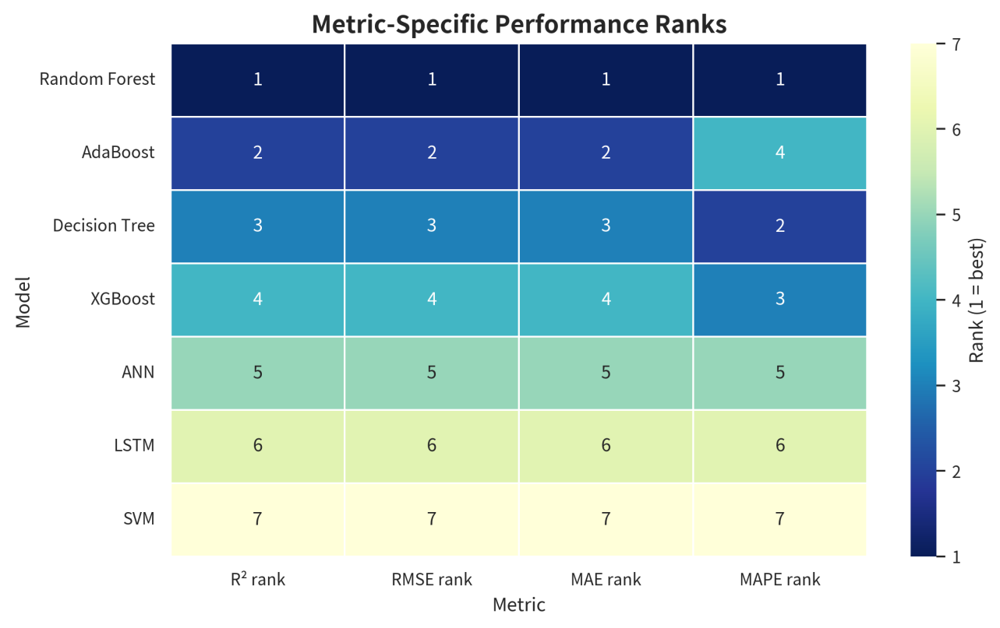 Metric-Specific Performance Ranks
Random Forest 1 1 1 1
AdaBoost 2 2 2 4
Decision Tree 3 3 3 2
XGBoost 4 4 4 3
ANN 5 5 5 5
LSTM 6 6 6 6
SVM 7 7 7 7
R² rank RMSE rank MAE rank MAPE rank
Metric
Model
7
6
5
4
3
2
1
Rank (1 = best)